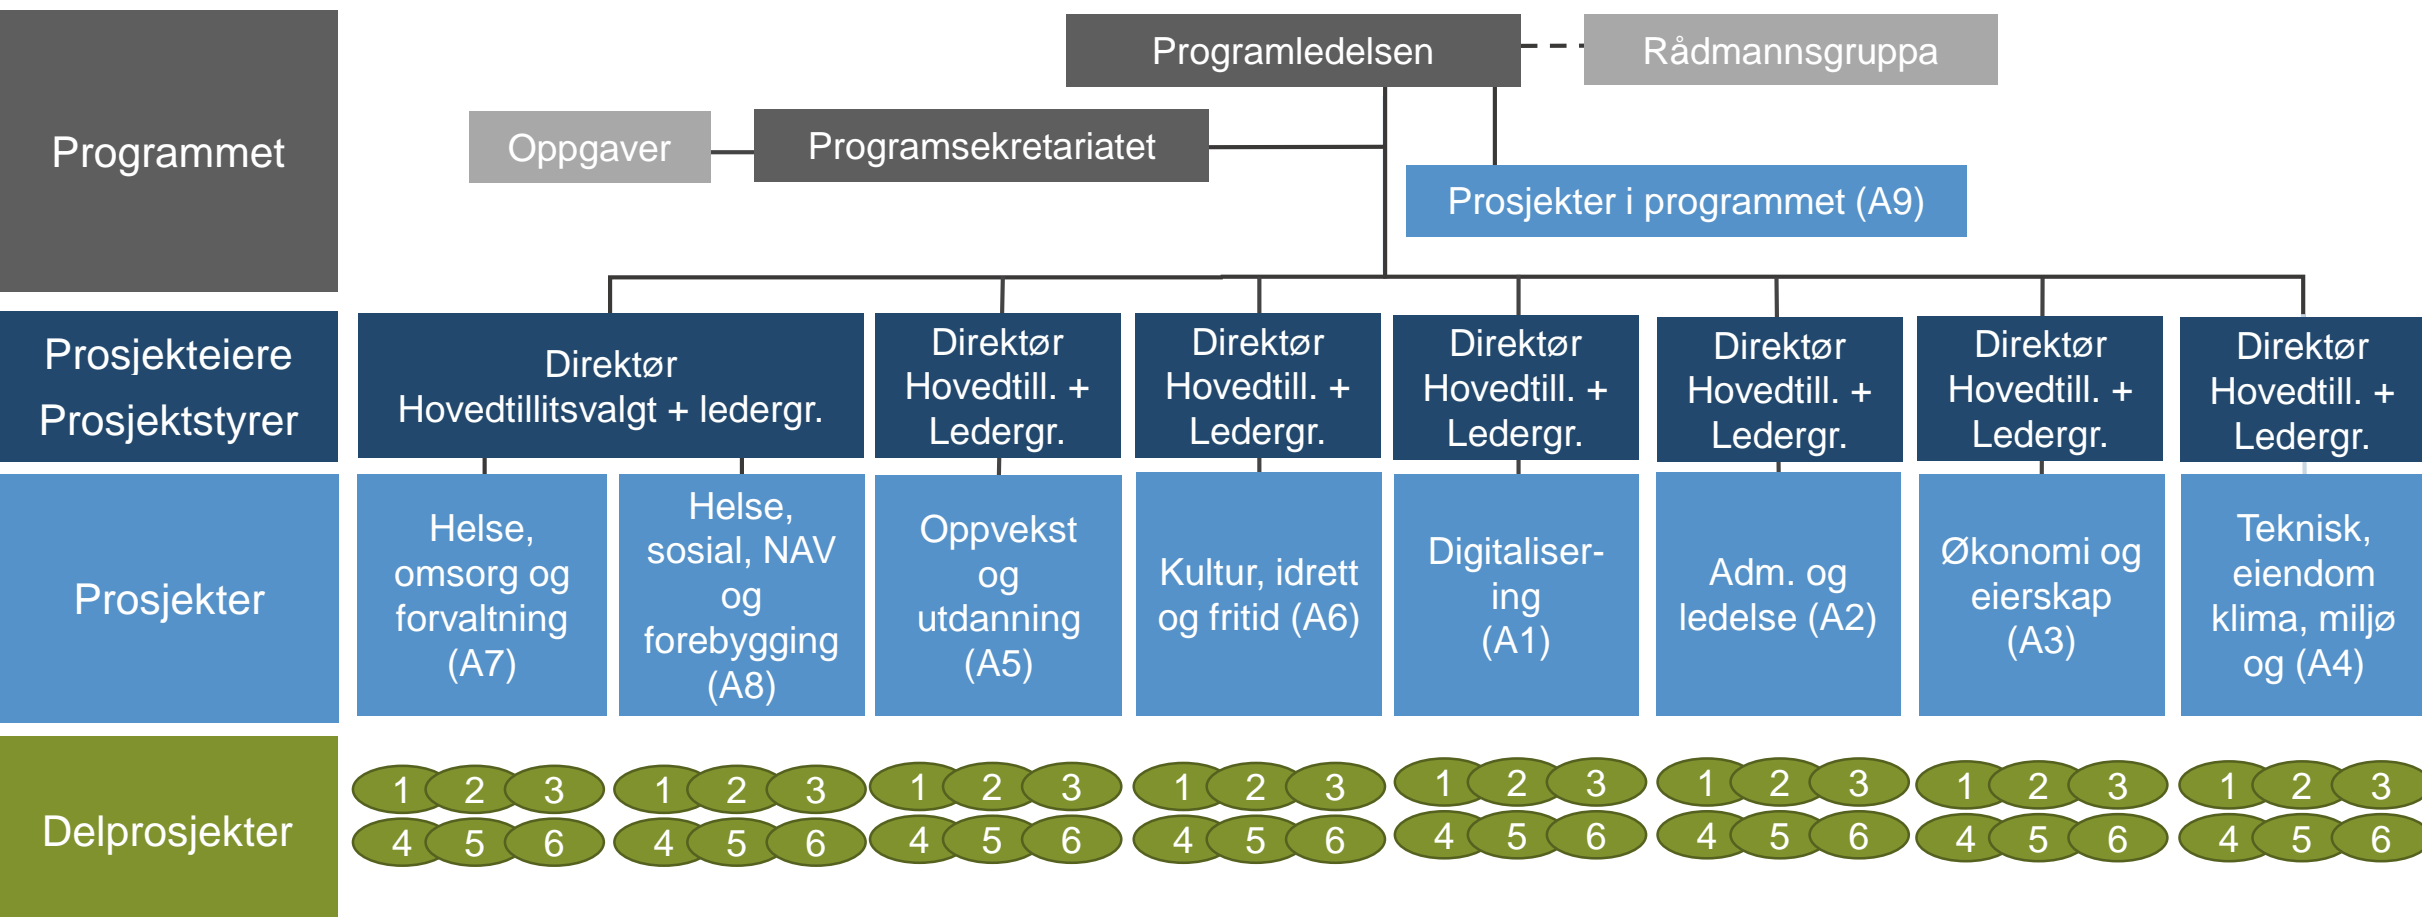 Programledelsen
Rådmannsgruppa
Oppgaver
Programsekretariatet
Programmet
Prosjekter i programmet (A9)
Prosjekteiere
Prosjektstyrer
Direktør
Hovedtillitsvalgt + ledergr.
Direktør
Hovedtill. +
Ledergr.
Direktør
Hovedtill. +
Ledergr.
Direktør
Hovedtill. +
Ledergr.
Direktør
Hovedtill. +
Ledergr.
Direktør
Hovedtill. +
Ledergr.
Direktør
Hovedtill. +
Ledergr.
Prosjekter
Helse,
omsorg og
forvaltning
(A7)
Helse,
sosial, NAV
og
forebygging
(A8)
Oppvekst
og
utdanning
(A5)
Kultur, idrett
og fritid (A6)
Digitaliser-
ing
(A1)
Adm. og
ledelse (A2)
Økonomi og
eierskap
(A3)
Teknisk,
eiendom
klima, miljø
og (A4)
Delprosjekter
1 2 3
4 5 6
1 2 3
4 5 6
1 2 3
4 5 6
1 2 3
4 5 6
1 2 3
4 5 6
1 2 3
4 5 6
1 2 3
4 5 6
1 2 3
4 5 6